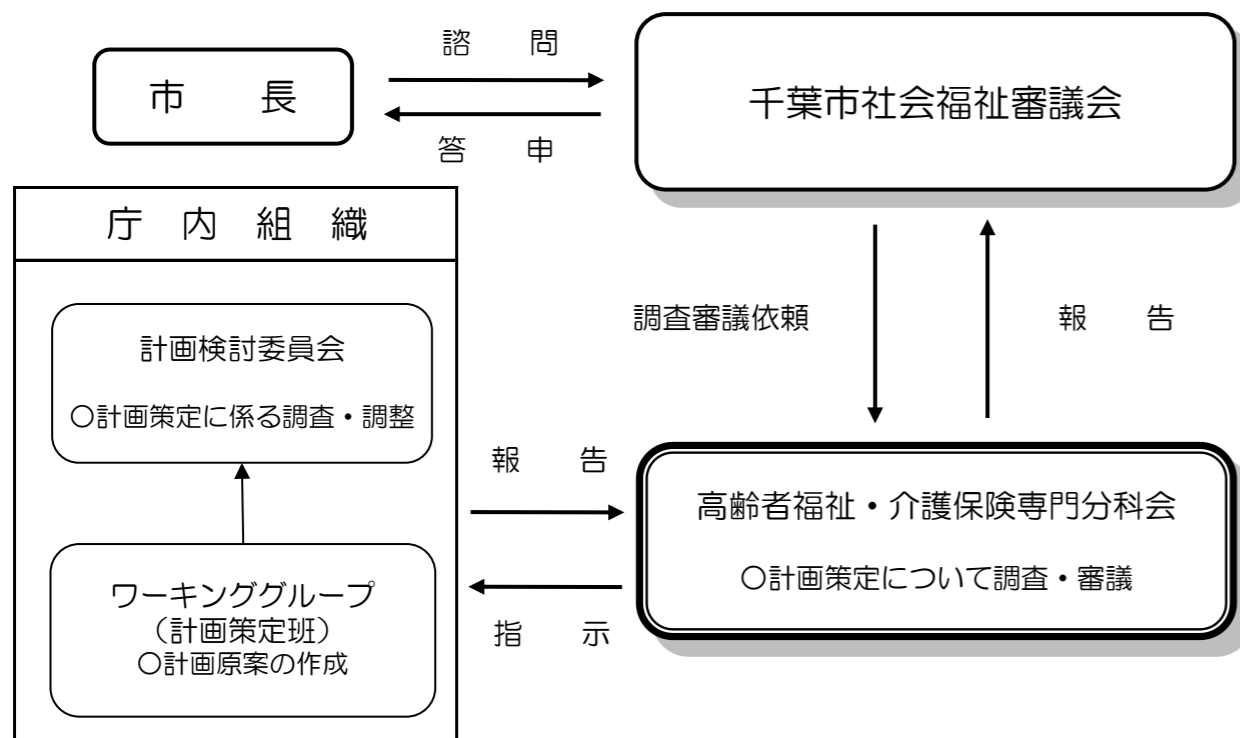 諮　問
市　長
千葉市社会福祉審議会
答　申
庁 内 組 織
調査審議依頼
報　告
計画検討委員会
〇計画策定に係る調査・調整
報　告
高齢者福祉・介護保険専門分科会
〇計画策定について調査・審議
指　示
ワーキンググループ
（計画策定班）
〇計画原案の作成